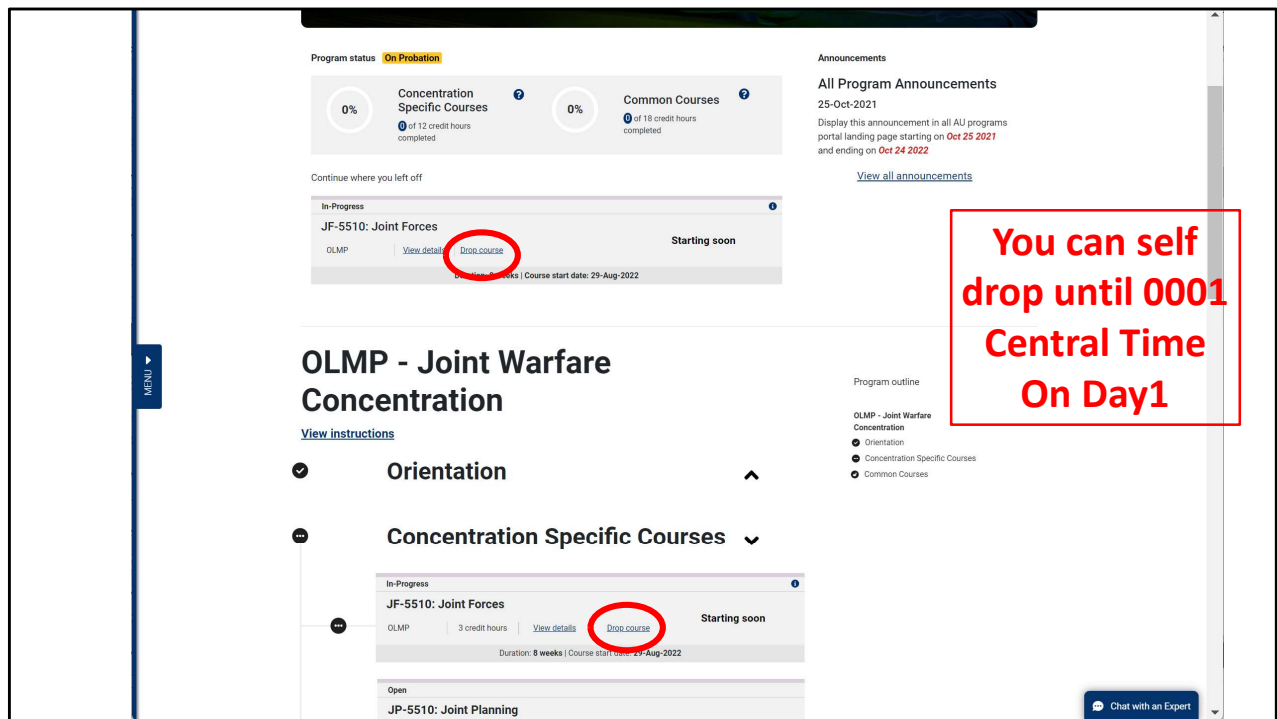 Program status On Probation
0%
Concentration
Specific Courses
0 of 12 credit hours
completed
0%
Common Courses
0 of 18 credit hours
completed
Announcements
All Program Announcements
25-Oct-2021
Display this announcement in all AU programs
portal landing page starting on Oct 25 2021
and ending on Oct 24 2022
View all announcements
Continue where you left off
In-Progress
JF-5510: Joint Forces
OLMP View details Drop course
Starting soon
Duration: 8 weeks | Course start date: 29-Aug-2022
You can self
drop until 0001
Central Time
On Day1
MENU
OLMP - Joint Warfare
Concentration
View instructions
Program outline
OLMP - Joint Warfare
Concentration
Orientation
Concentration Specific Courses
Common Courses
Orientation
Concentration Specific Courses
In-Progress
JF-5510: Joint Forces
OLMP 3 credit hours View details Drop course
Starting soon
Duration: 8 weeks | Course start date: 29-Aug-2022
Open
JP-5510: Joint Planning
Chat with an Expert